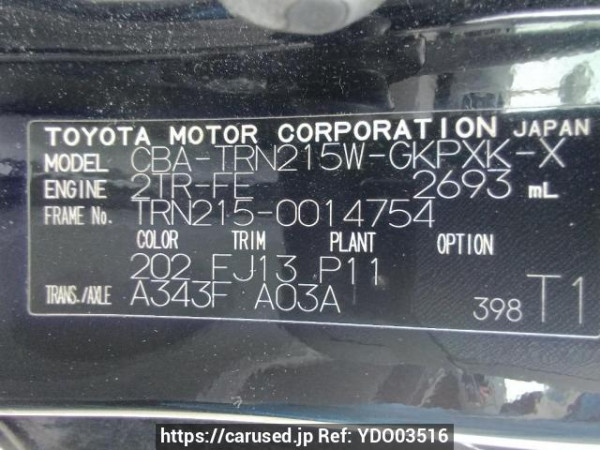 TOYOTA MOTOR CORPORATION JAPAN
MODEL CBA-TRN215W-GKPXK-X
ENGINE 2TR-FE 2693 mL
FRAME No. TRN215-0014754
COLOR TRIM PLANT OPTION
202 FJ13 P11
TRANS./AXLE A343F A03A
398 T1
https://carused.jp Ref: YDO03516